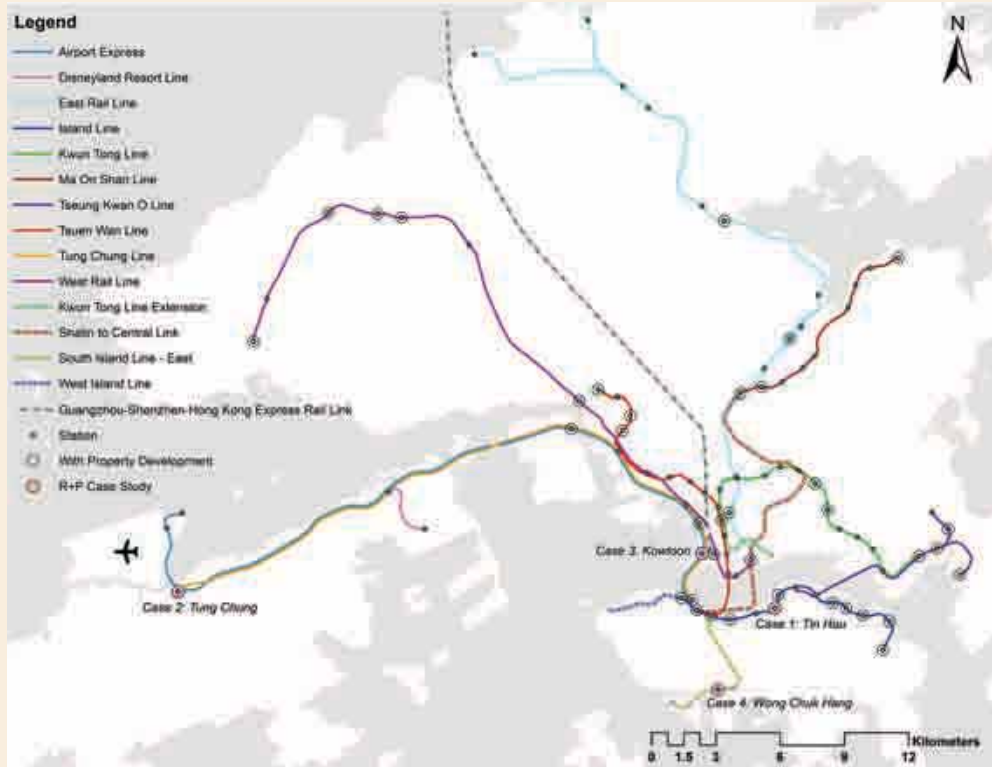 Legend
Airport Express
Disneyland Resort Line
East Rail Line
Island Line
Kwun Tong Line
Ma On Shan Line
Tseung Kwan O Line
Tsuen Wan Line
Tung Chung Line
West Rail Line
Kwun Tong Line Extension
Shatin to Central Link
South Island Line - East
West Island Line
Guangzhou-Shenzhen-Hong Kong Express Rail Link
Station
With Property Development
R+P Case Study
N
Case 3: Kowloon
Case 2: Tung Chung
Case 1: Tin Hau
Case 4: Wong Chuk Hang
Kilometers
0 1.5 3 6 9 12